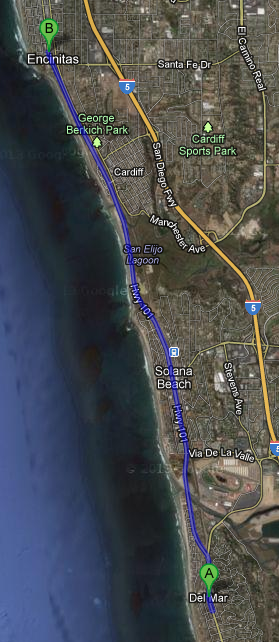 B
Encinitas
Santa Fe Dr
El Camino Real
5
George
Berkich Park
Cardiff
Sports Park
San Diego Fwy
Cardiff
Manchester Ave
San Elijo
Lagoon
Hwy 101
5
Solana
Beach
Stevens Ave
Hwy 101
Via De La Valle
5
A
Del Mar